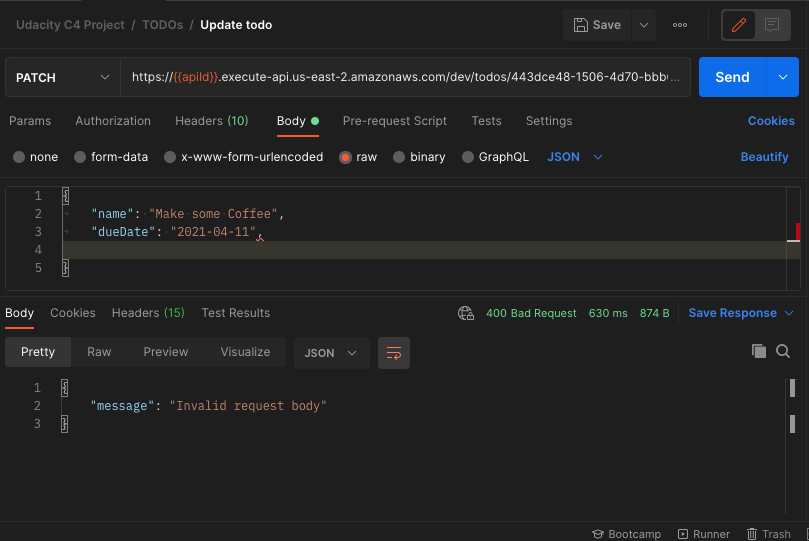 Udacity C4 Project / TODOs / Update todo
Save
PATCH
https://{{apiId}}.execute-api.us-east-2.amazonaws.com/dev/todos/443dce48-1506-4d70-bbb...
Send
Params Authorization Headers (10) Body Pre-request Script Tests Settings Cookies
none form-data x-www-form-urlencoded raw binary GraphQL JSON Beautify
1 {
2 "name": "Make some Coffee",
3 "dueDate": "2021-04-11",
4
5 }
Body Cookies Headers (15) Test Results 400 Bad Request 630 ms 874 B Save Response
Pretty Raw Preview Visualize JSON
1 {
2 "message": "Invalid request body"
3 }
Bootcamp Runner Trash